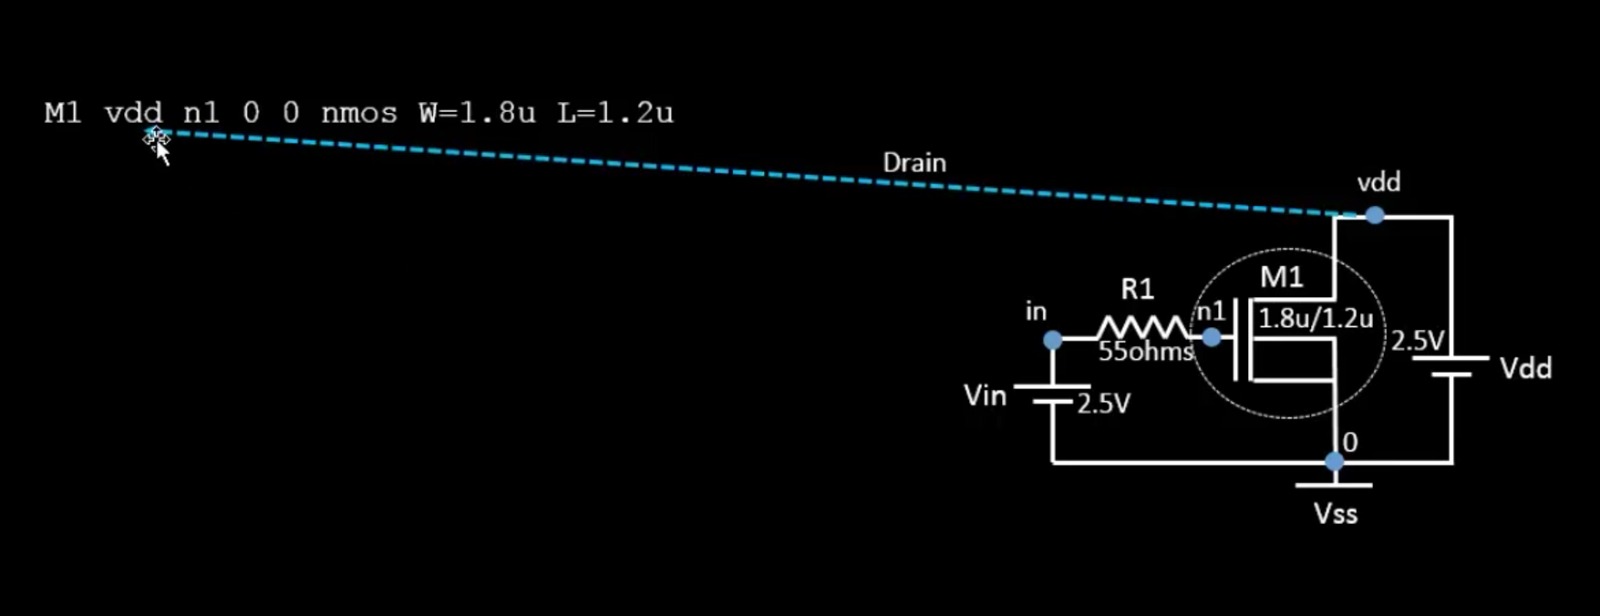 M1 vdd n1 0 0 nmos W=1.8u L=1.2u
Drain
vdd
M1
R1
in
n1
1.8u/1.2u
2.5V
55ohms
Vdd
Vin
2.5V
0
Vss